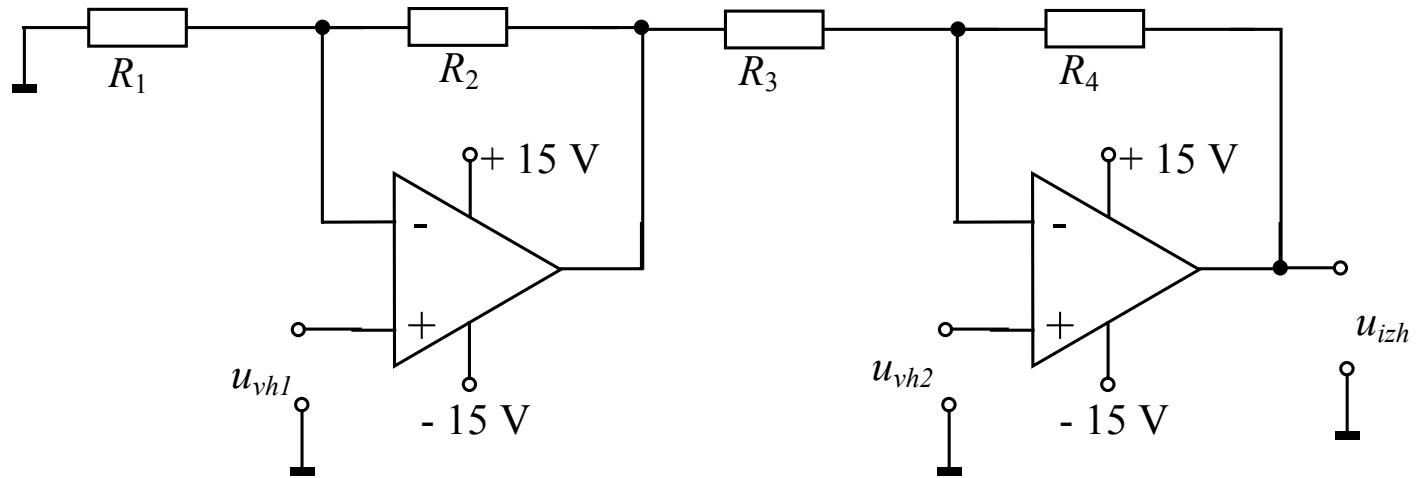 R1
R2
R3
R4
+ 15 V
+ 15 V
-
-
+
+
uvh1
uvh2
uizh
- 15 V
- 15 V